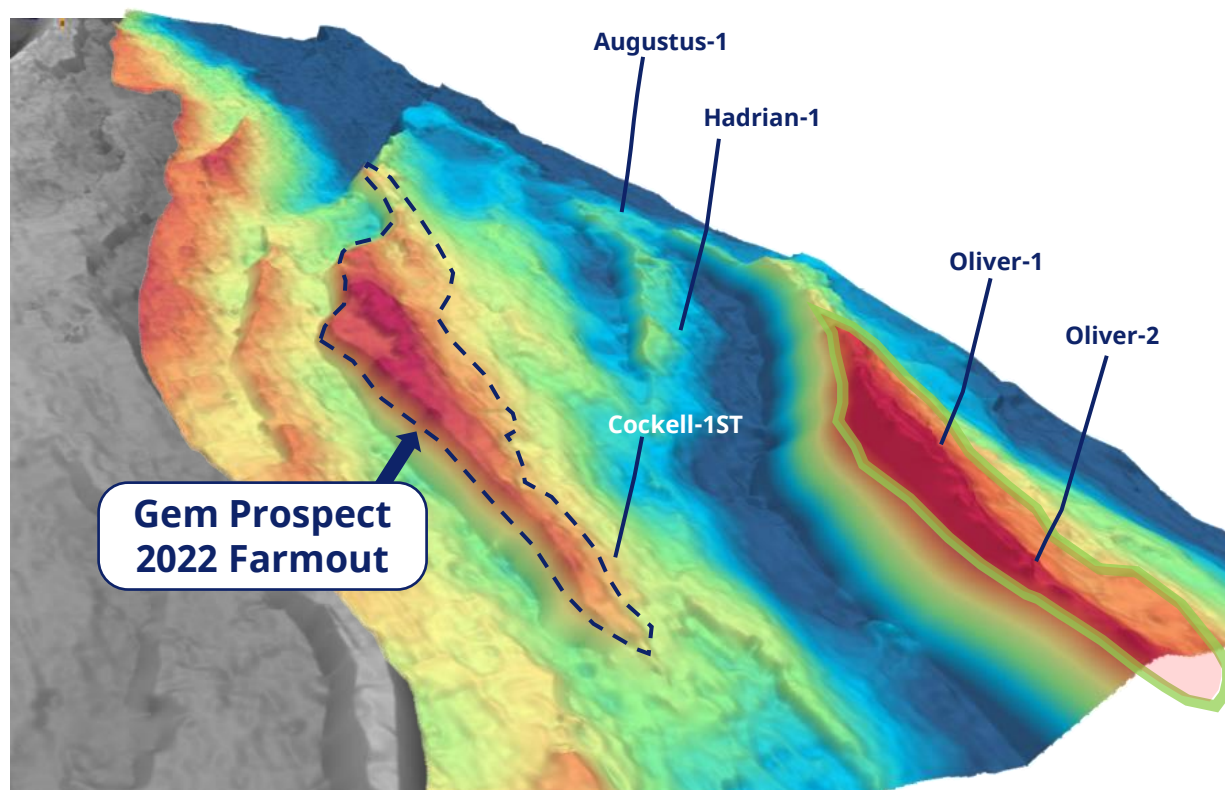 Augustus-1
Hadrian-1
Oliver-1
Oliver-2
Cockell-1ST
Gem Prospect
2022 Farmout